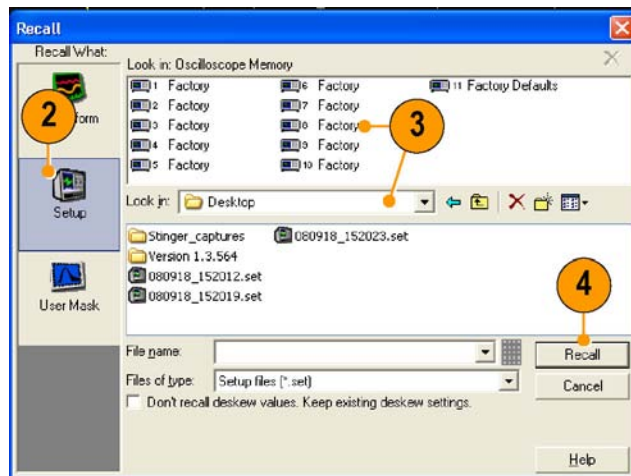 Recall
Recall What:
Look in: Oscilloscope Memory
1 Factory
6 Factory
11 Factory Defaults
2 Factory
7 Factory
3 Factory
8 Factory
4 Factory
9 Factory
5 Factory
10 Factory
2
form
3
Setup
Look in: Desktop
Stinger_captures
080918_152023.set
Version 1.3.564
080918_152012.set
080918_152019.set
User Mask
4
File name:
Recall
Files of type: Setup files (*.set)
Cancel
Don't recall deskew values. Keep existing deskew settings.
Help